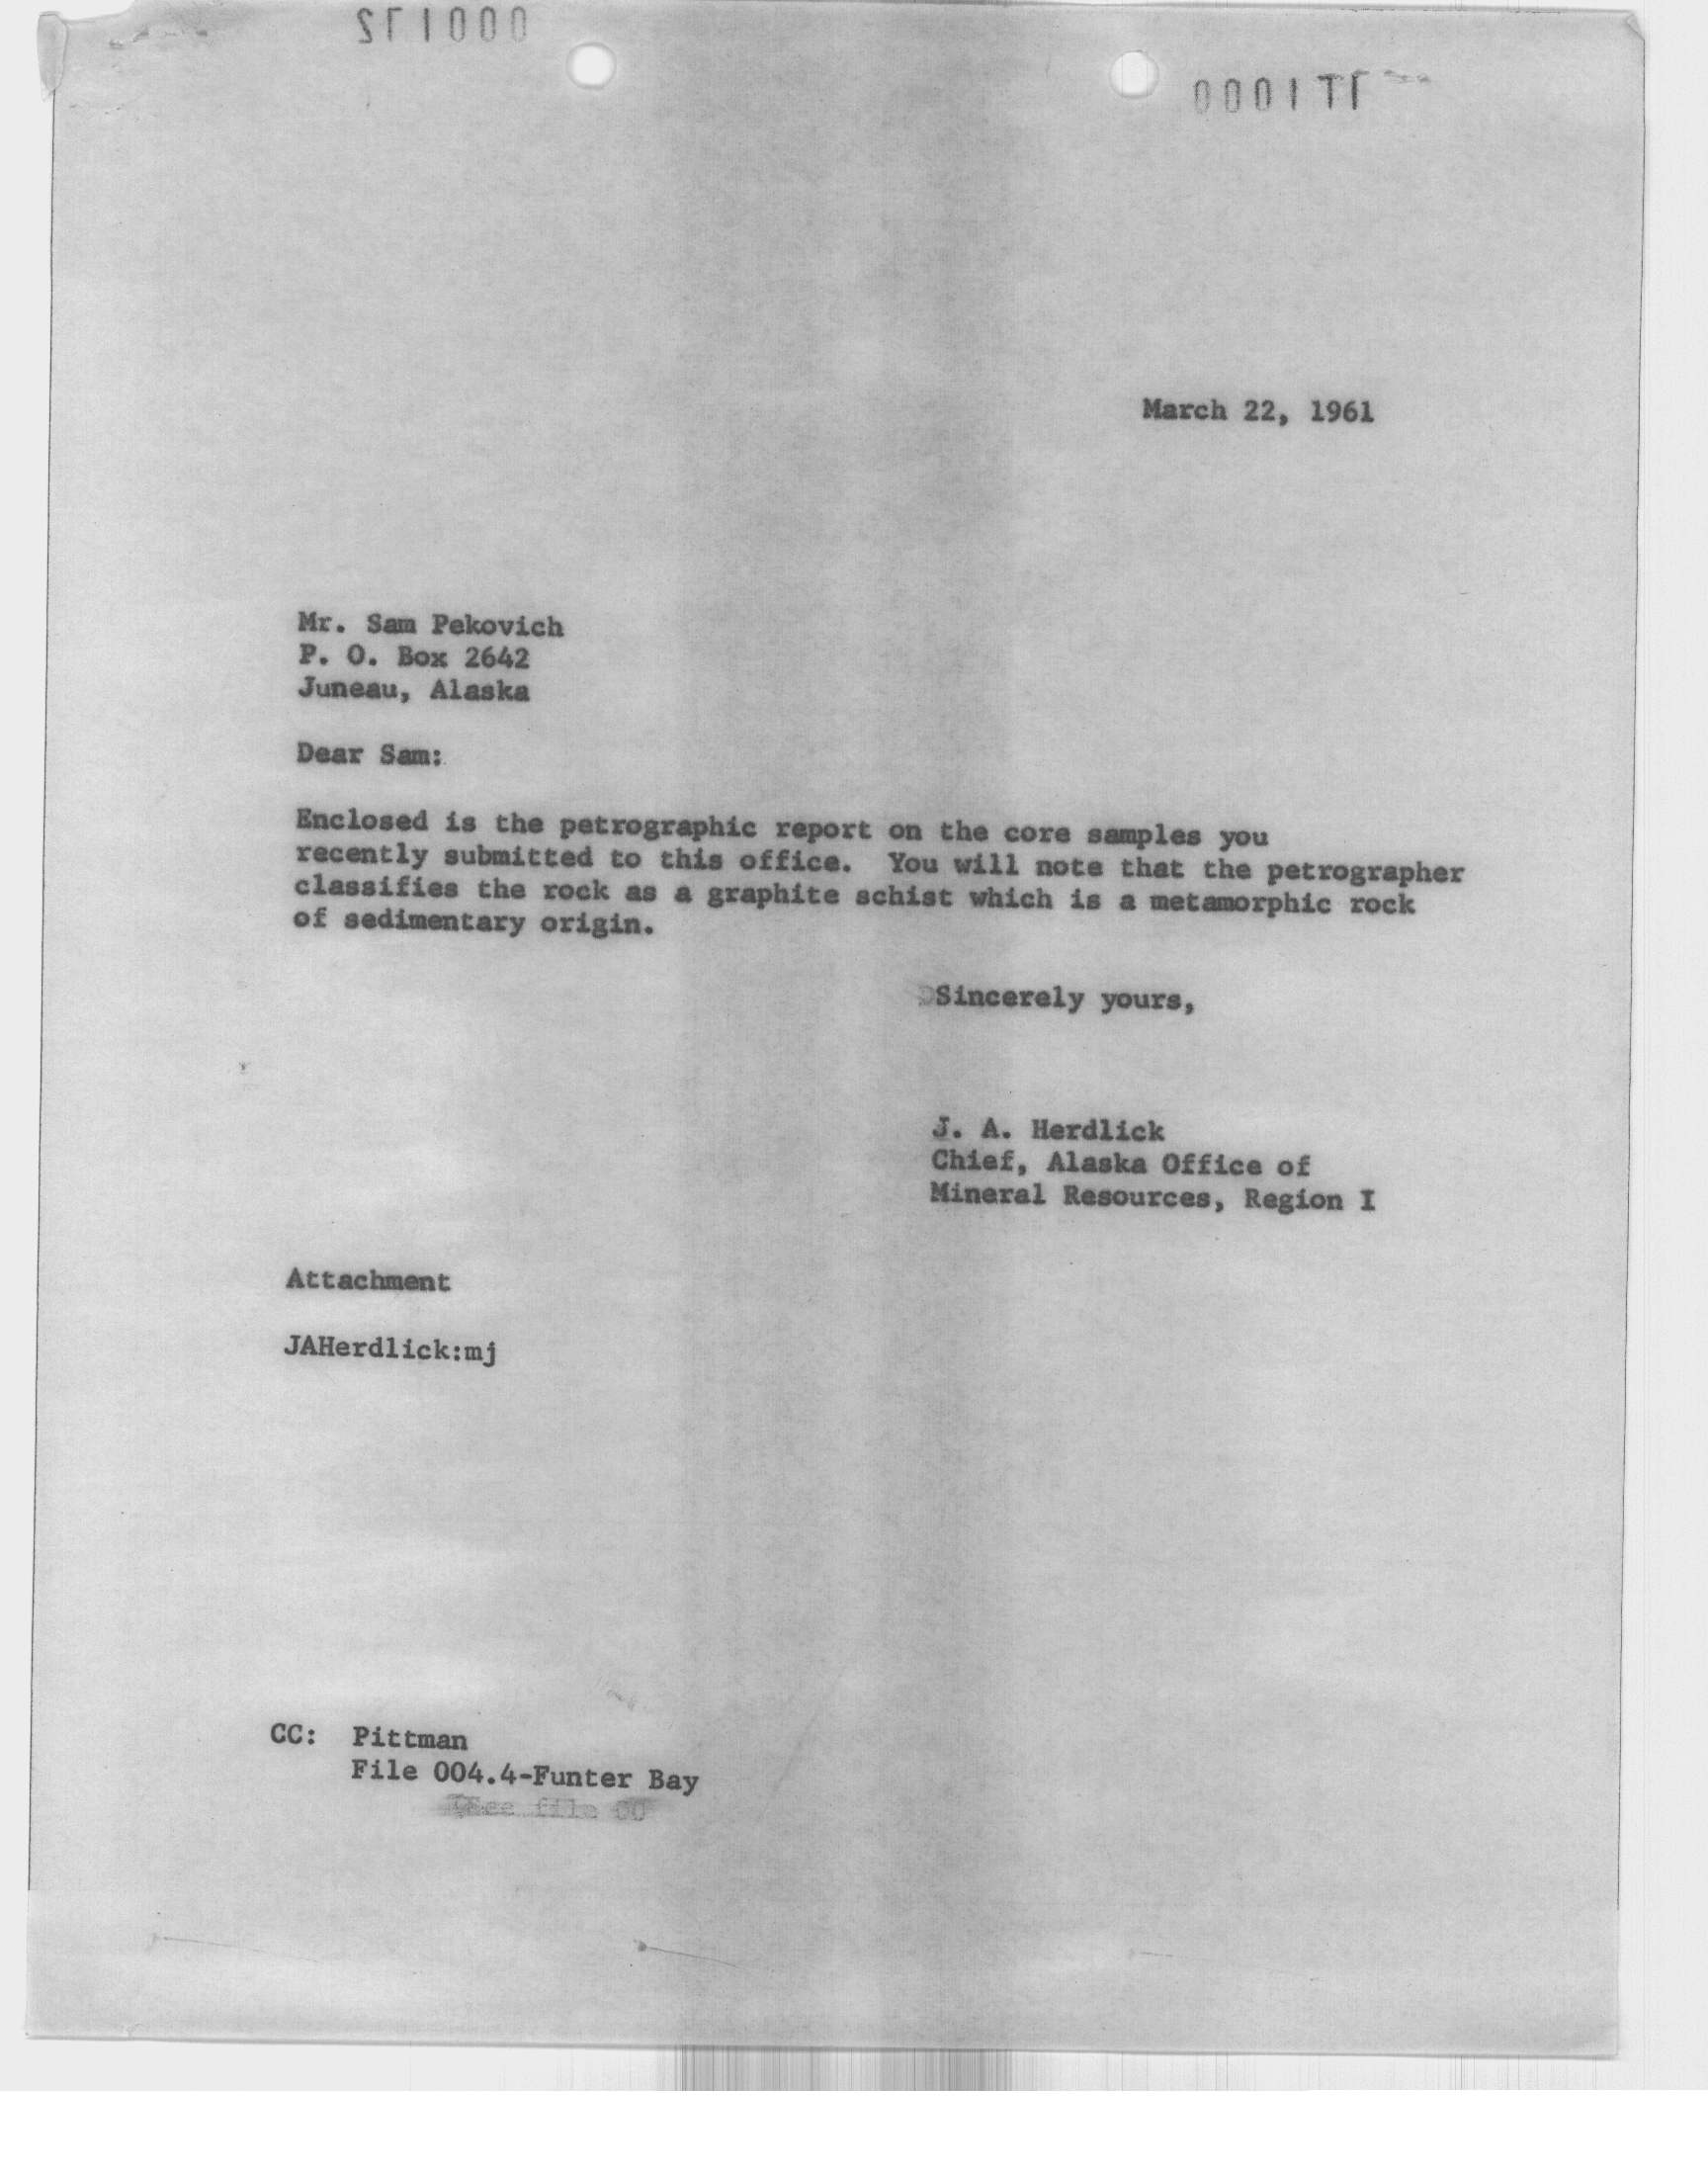 March 22, 1961
Mr. Sam Pekovich
P. O. Box 2642
Juneau, Alaska
Dear Sam:
Enclosed is the petrographic report on the core samples you
recently submitted to this office. You will note that the petrographer
classifies the rock as a graphite schist which is a metamorphic rock
of sedimentary origin.
Sincerely yours,
J. A. Herdlick
Chief, Alaska Office of
Mineral Resources, Region I
Attachment
JAHerdlick:mj
CC: Pittman
File 004.4-Funter Bay